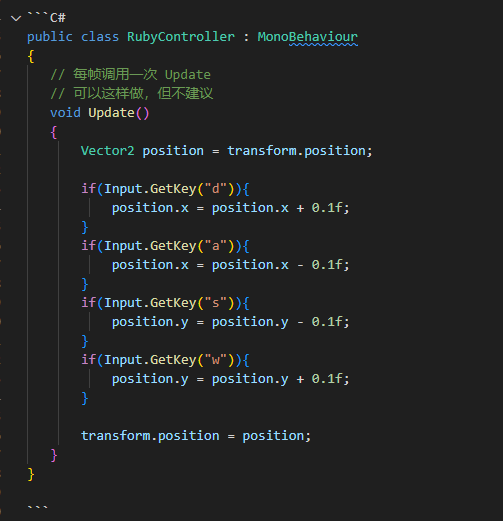 ```C#
public class RubyController : MonoBehaviour
{
    // 每帧调用一次 Update
    // 可以这样做，但不建议
    void Update()
    {
        Vector2 position = transform.position;

        if(Input.GetKey("d")){
            position.x = position.x + 0.1f;
        }
        if(Input.GetKey("a")){
            position.x = position.x - 0.1f;
        }
        if(Input.GetKey("s")){
            position.y = position.y - 0.1f;
        }
        if(Input.GetKey("w")){
            position.y = position.y + 0.1f;
        }

        transform.position = position;
    }
}

```